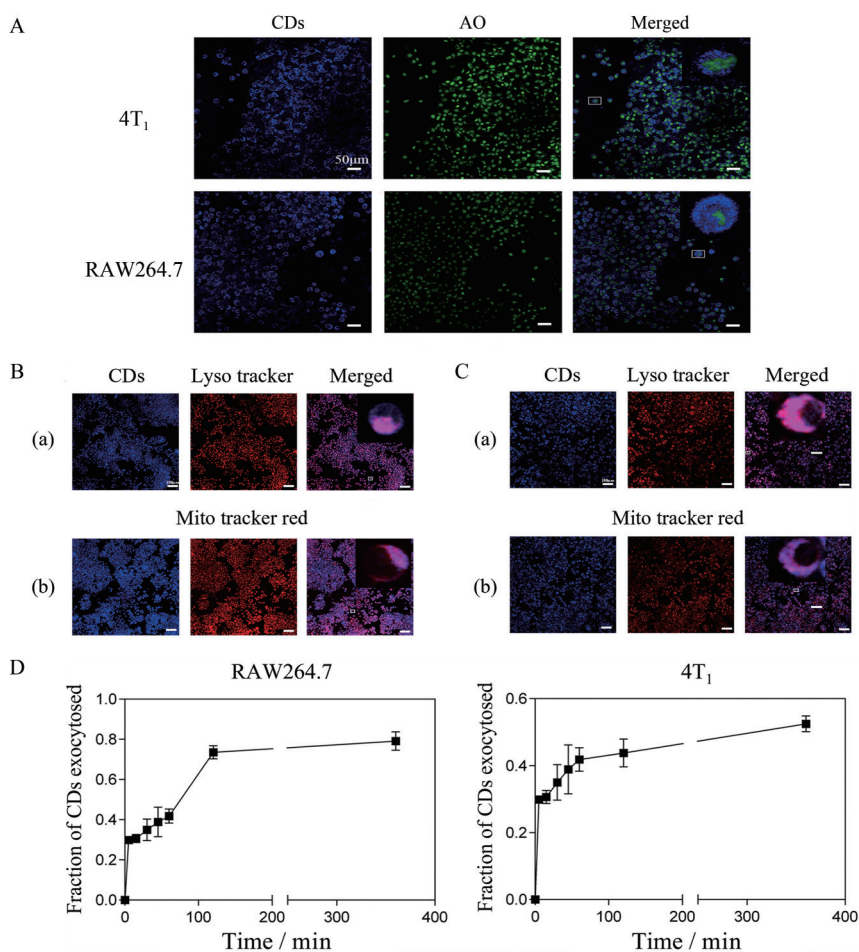 A
CDs AO Merged
4T₁
50μm
RAW264.7
B
CDs Lyso tracker Merged
(a)
Mito tracker red
(b)
C
CDs Lyso tracker Merged
(a)
Mito tracker red
(b)
D
RAW264.7
Fraction of CDs exocytosed
1.0
0.8
0.6
0.4
0.2
0.0
0 100 200 300 400
Time / min
4T₁
Fraction of CDs exocytosed
0.6
0.4
0.2
0.0
0 100 200 300 400
Time / min